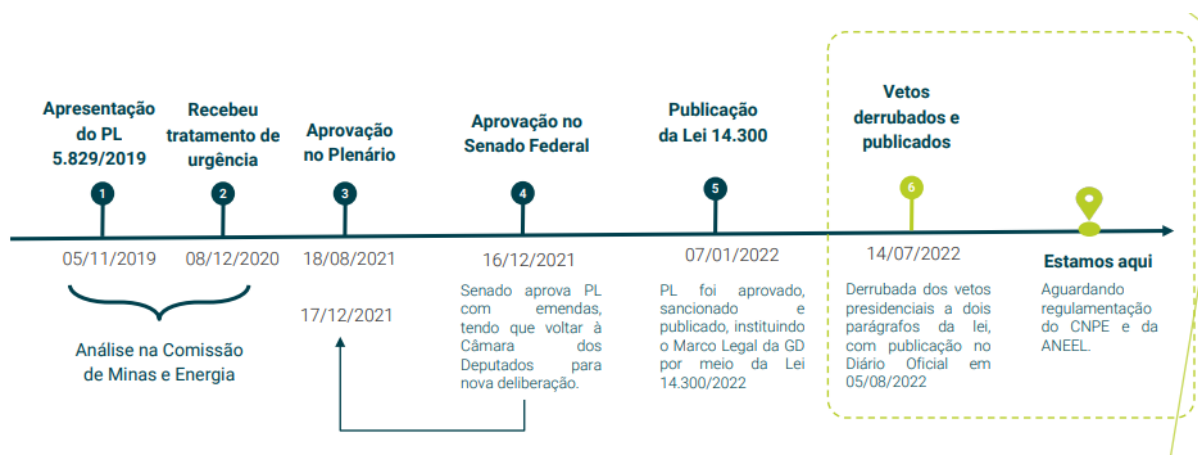 Apresentação
do PL
5.829/2019
Recebeu
tratamento de
urgência
Aprovação
no Plenário
Aprovação no
Senado Federal
Publicação
da Lei 14.300
Vetos
derrubados e
publicados
1
2
3
4
5
6
05/11/2019
08/12/2020
18/08/2021
16/12/2021
07/01/2022
14/07/2022
Estamos aqui
17/12/2021
Análise na Comissão
de Minas e Energia
Senado aprova PL
com emendas,
tendo que voltar à
Câmara dos
Deputados para
nova deliberação.
PL foi aprovado,
sancionado e
publicado, instituindo
o Marco Legal da GD
por meio da Lei
14.300/2022
Derrubada dos vetos
presidenciais a dois
parágrafos da lei,
com publicação no
Diário Oficial em
05/08/2022
Aguardando
regulamentação
do CNPE e da
ANEEL.